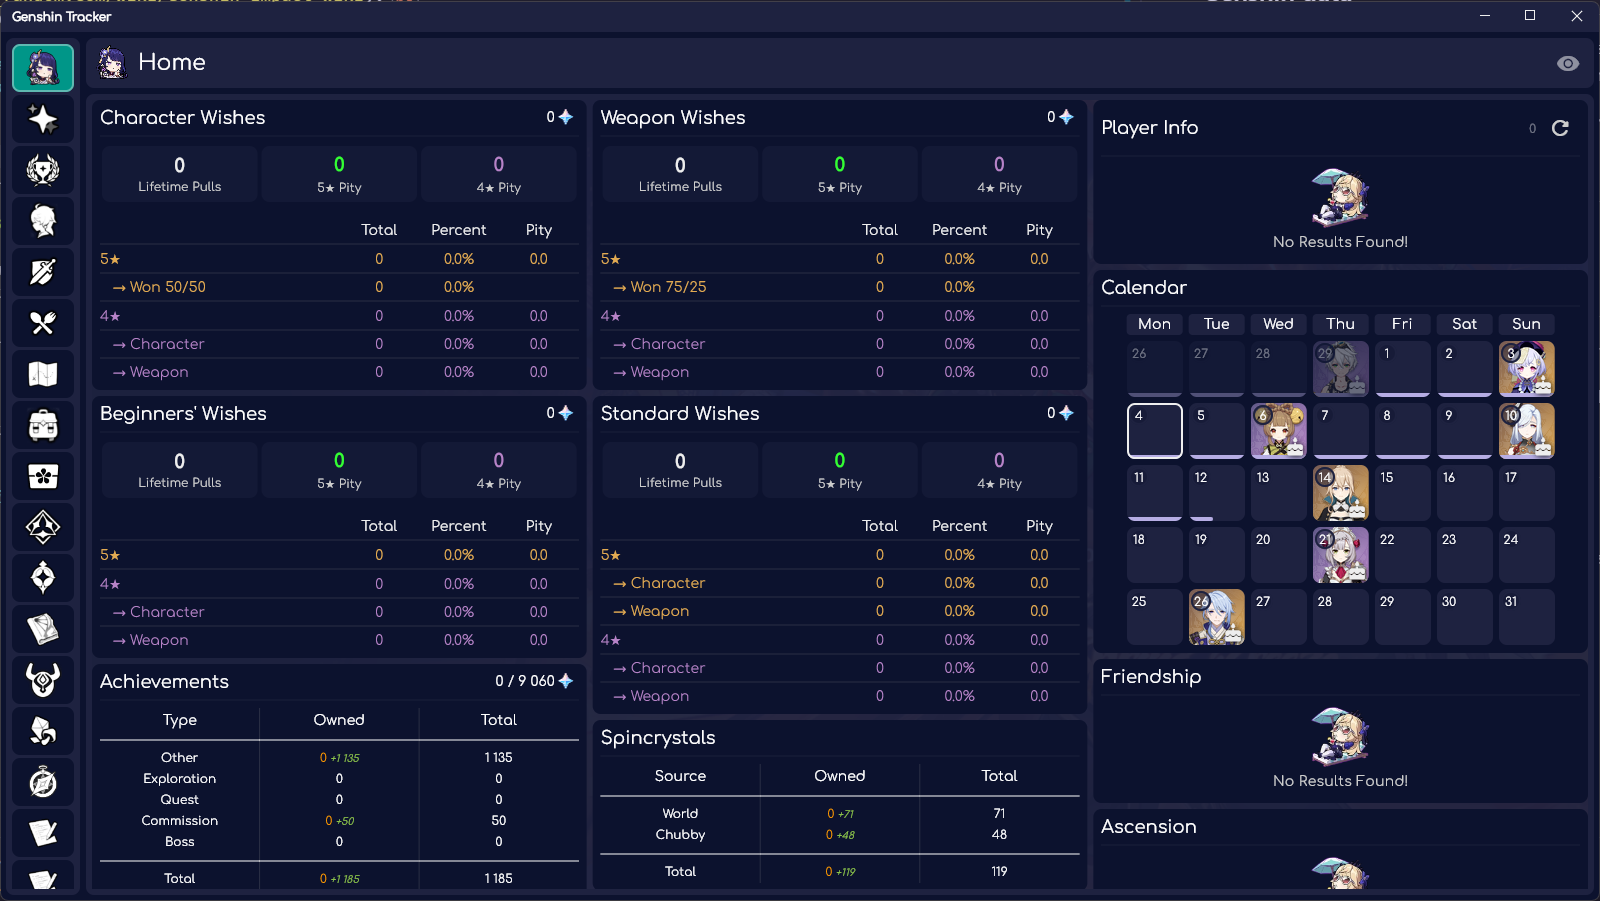 Genshin Tracker
Home
Character Wishes 0
0 0 0
Lifetime Pulls 5★ Pity 4★ Pity
Total Percent Pity
5★ 0 0.0% 0.0
→ Won 50/50 0 0.0%
4★ 0 0.0% 0.0
→ Character 0 0.0% 0.0
→ Weapon 0 0.0% 0.0
Weapon Wishes 0
0 0 0
Lifetime Pulls 5★ Pity 4★ Pity
Total Percent Pity
5★ 0 0.0% 0.0
→ Won 75/25 0 0.0%
4★ 0 0.0% 0.0
→ Character 0 0.0% 0.0
→ Weapon 0 0.0% 0.0
Beginners' Wishes 0
0 0 0
Lifetime Pulls 5★ Pity 4★ Pity
Total Percent Pity
5★ 0 0.0% 0.0
4★ 0 0.0% 0.0
→ Character 0 0.0% 0.0
→ Weapon 0 0.0% 0.0
Standard Wishes 0
0 0 0
Lifetime Pulls 5★ Pity 4★ Pity
Total Percent Pity
5★ 0 0.0% 0.0
→ Character 0 0.0% 0.0
→ Weapon 0 0.0% 0.0
4★ 0 0.0% 0.0
→ Character 0 0.0% 0.0
→ Weapon 0 0.0% 0.0
Achievements 0 / 9 060
Type Owned Total
Other 0 +1 135 1 135
Exploration 0 0
Quest 0 0
Commission 0 +50 50
Boss 0 0
Total 0 +1 185 1 185
Spincrystals
Source Owned Total
World 0 +71 71
Chubby 0 +48 48
Total 0 +119 119
Player Info 0
No Results Found!
Calendar
Mon Tue Wed Thu Fri Sat Sun
26 27 28 29 1 2 3
4 5 6 7 8 9 10
11 12 13 14 15 16 17
18 19 20 21 22 23 24
25 26 27 28 29 30 31
Friendship
No Results Found!
Ascension